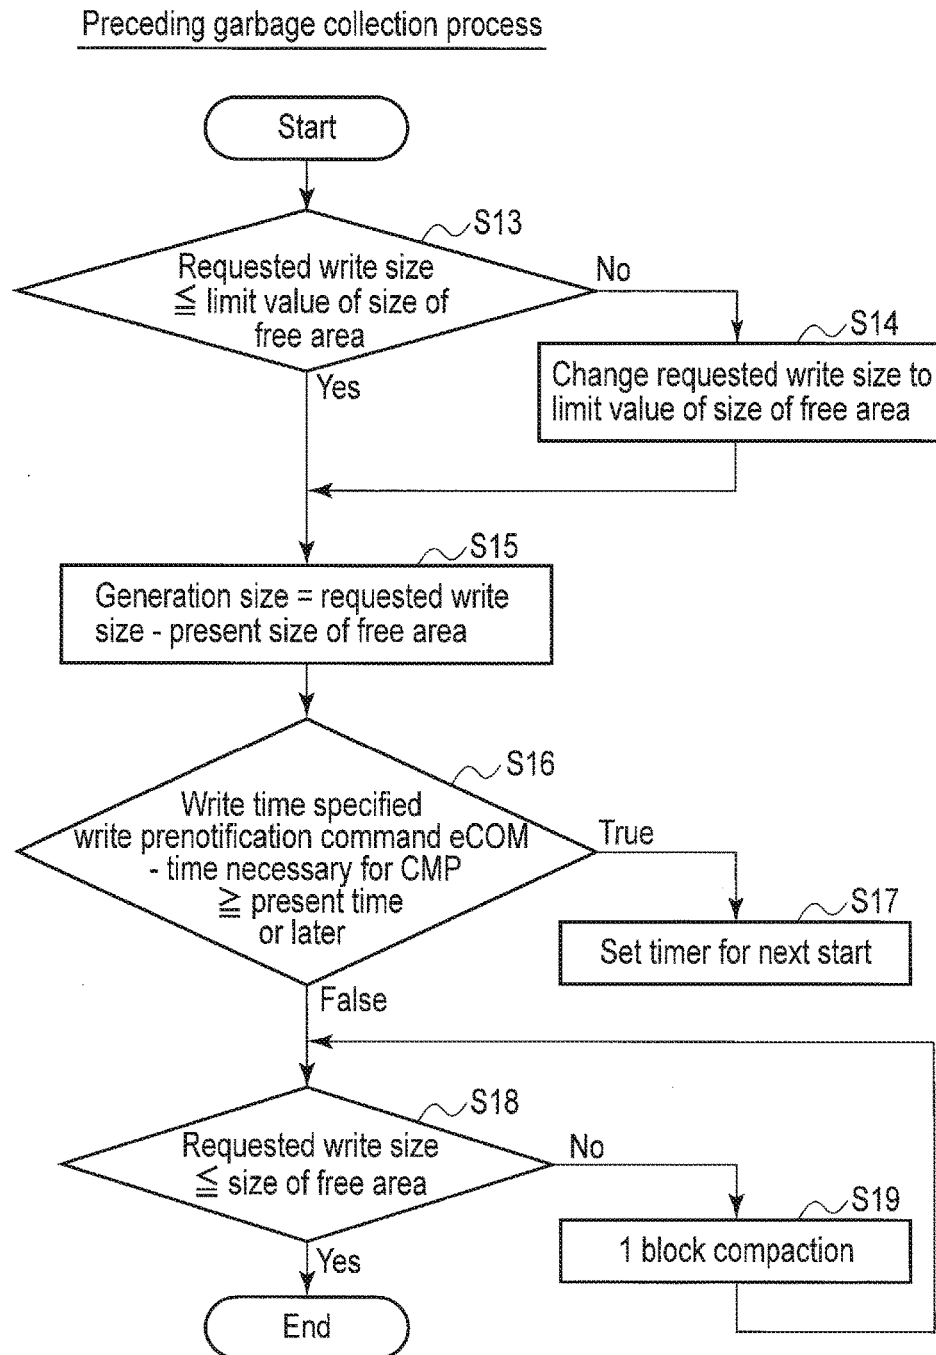 Preceding garbage collection process
Start
S13
Requested write size
≦ limit value of size of
free area
No
Yes
S14
Change requested write size to
limit value of size of free area
S15
Generation size = requested write
size - present size of free area
S16
Write time specified
write prenotification command eCOM
- time necessary for CMP
≧ present time
or later
True
False
S17
Set timer for next start
S18
Requested write size
≦ size of free area
No
Yes
S19
1 block compaction
End